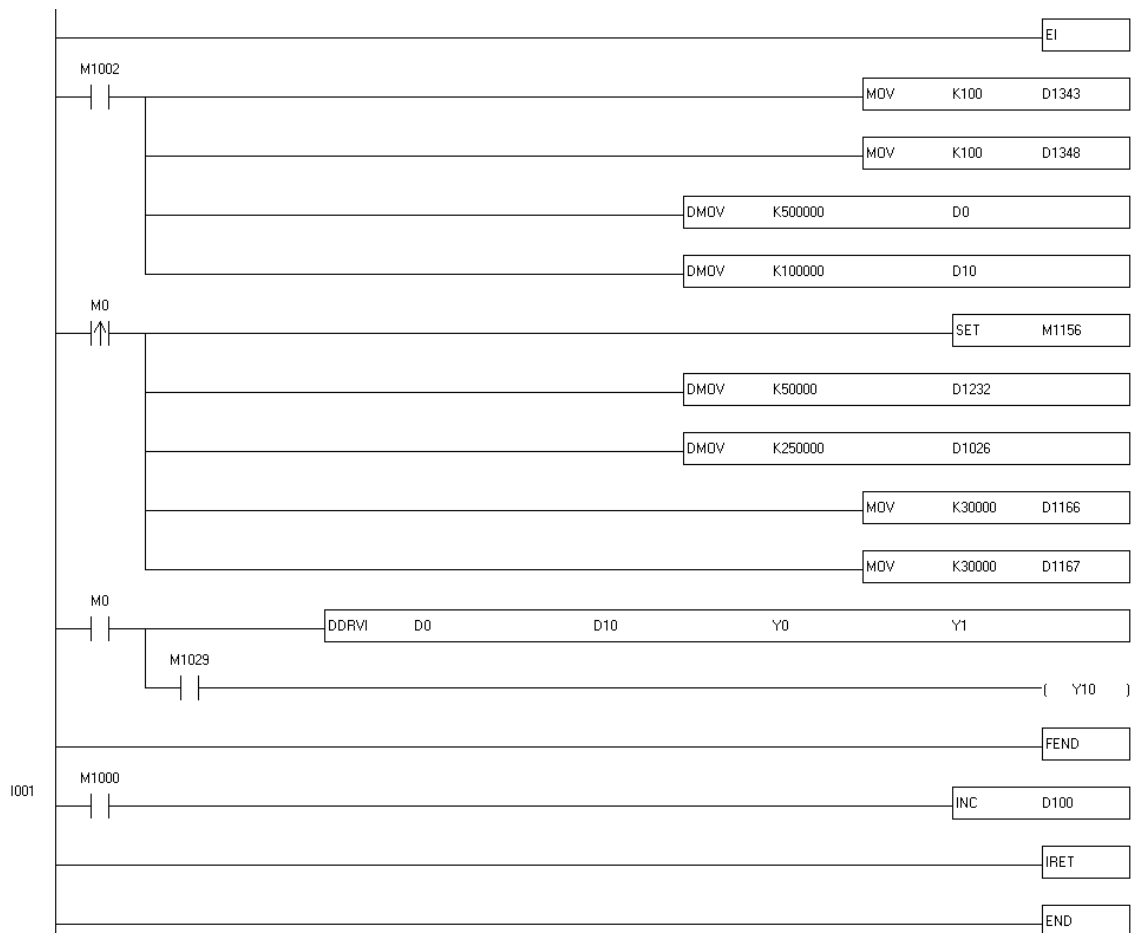 EI
M1002
MOV K100 D1343
MOV K100 D1348
DMOV K500000 D0
DMOV K100000 D10
M0
SET M1156
DMOV K50000 D1232
DMOV K250000 D1026
MOV K30000 D1166
MOV K30000 D1167
M0
DDRVI D0 D10 Y0 Y1
M1029
( Y10 )
FEND
M1000
I001
INC D100
IRET
END